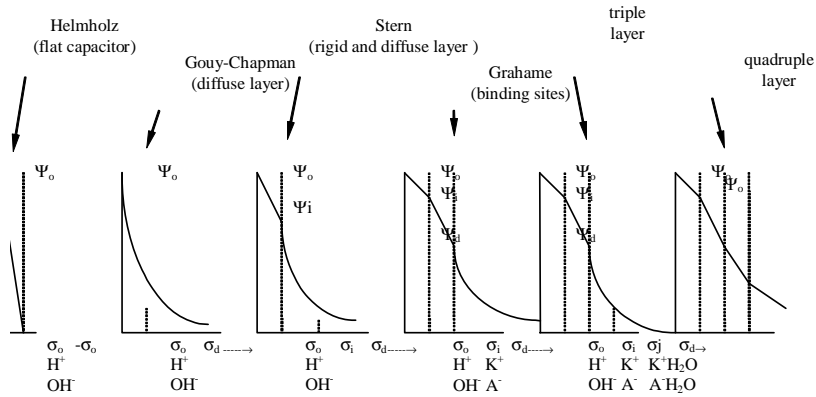 Helmholz
(flat capacitor)
Gouy-Chapman
(diffuse layer)
Stern
(rigid and diffuse layer )
Grahame
(binding sites)
triple
layer
quadruple
layer
Ψo
Ψo
Ψo
Ψi
Ψo
Ψi
Ψd
Ψo
Ψi
Ψd
Ψo
Ψo
σo -σo
H+
OH-
σo σd ----→
H+
OH-
σo σi σd----→
H+
OH-
σo σi σd----→
H+ K+
OH- A-
σo σi σj σd→
H+ K+ K+H2O
OH- A- A-H2O